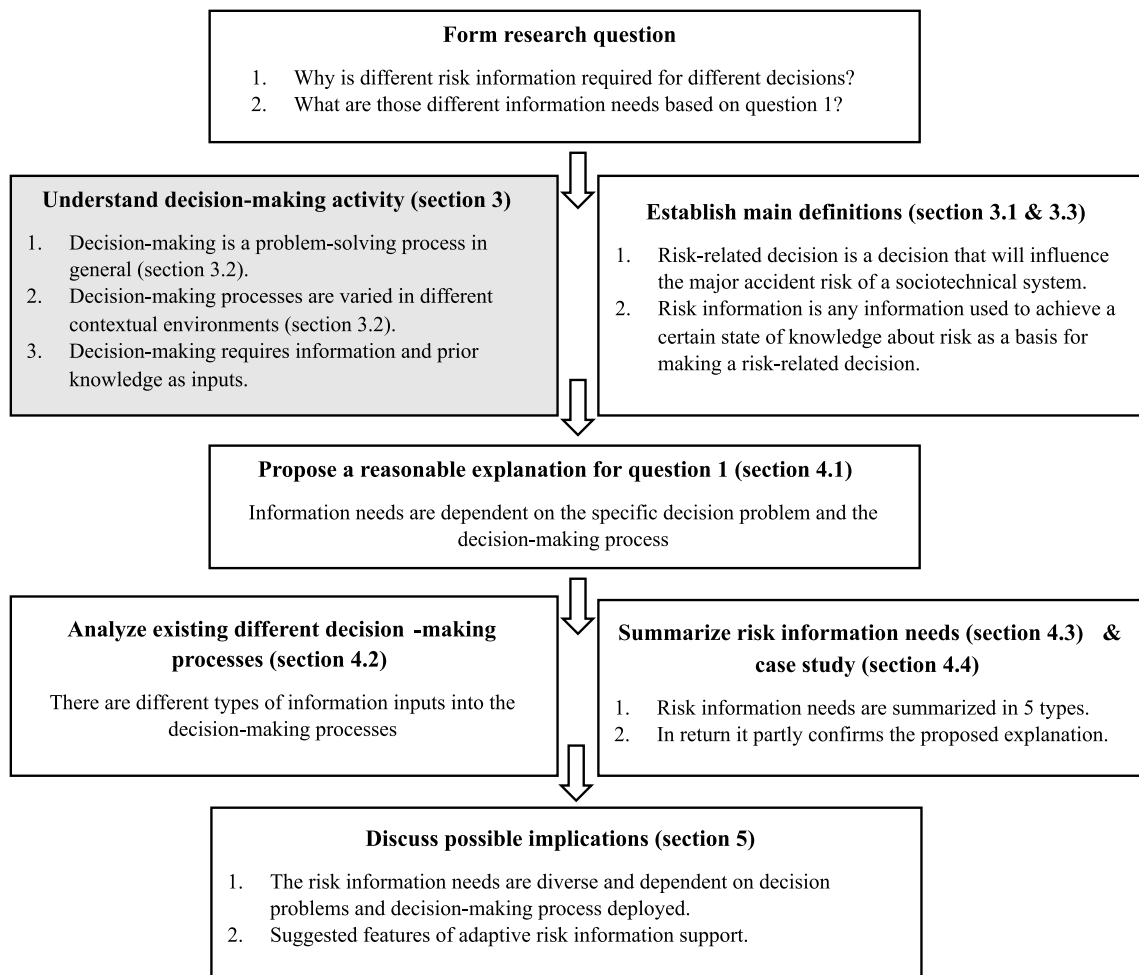 Form research question
1. Why is different risk information required for different decisions?
2. What are those different information needs based on question 1?
Understand decision-making activity (section 3)
1. Decision-making is a problem-solving process in
general (section 3.2).
2. Decision-making processes are varied in different
contextual environments (section 3.2).
3. Decision-making requires information and prior
knowledge as inputs.
Establish main definitions (section 3.1 & 3.3)
1. Risk-related decision is a decision that will influence
the major accident risk of a sociotechnical system.
2. Risk information is any information used to achieve a
certain state of knowledge about risk as a basis for
making a risk-related decision.
Propose a reasonable explanation for question 1 (section 4.1)
Information needs are dependent on the specific decision problem and the
decision-making process
Analyze existing different decision -making
processes (section 4.2)
There are different types of information inputs into the
decision-making processes
Summarize risk information needs (section 4.3) &
case study (section 4.4)
1. Risk information needs are summarized in 5 types.
2. In return it partly confirms the proposed explanation.
Discuss possible implications (section 5)
1. The risk information needs are diverse and dependent on decision
problems and decision-making process deployed.
2. Suggested features of adaptive risk information support.